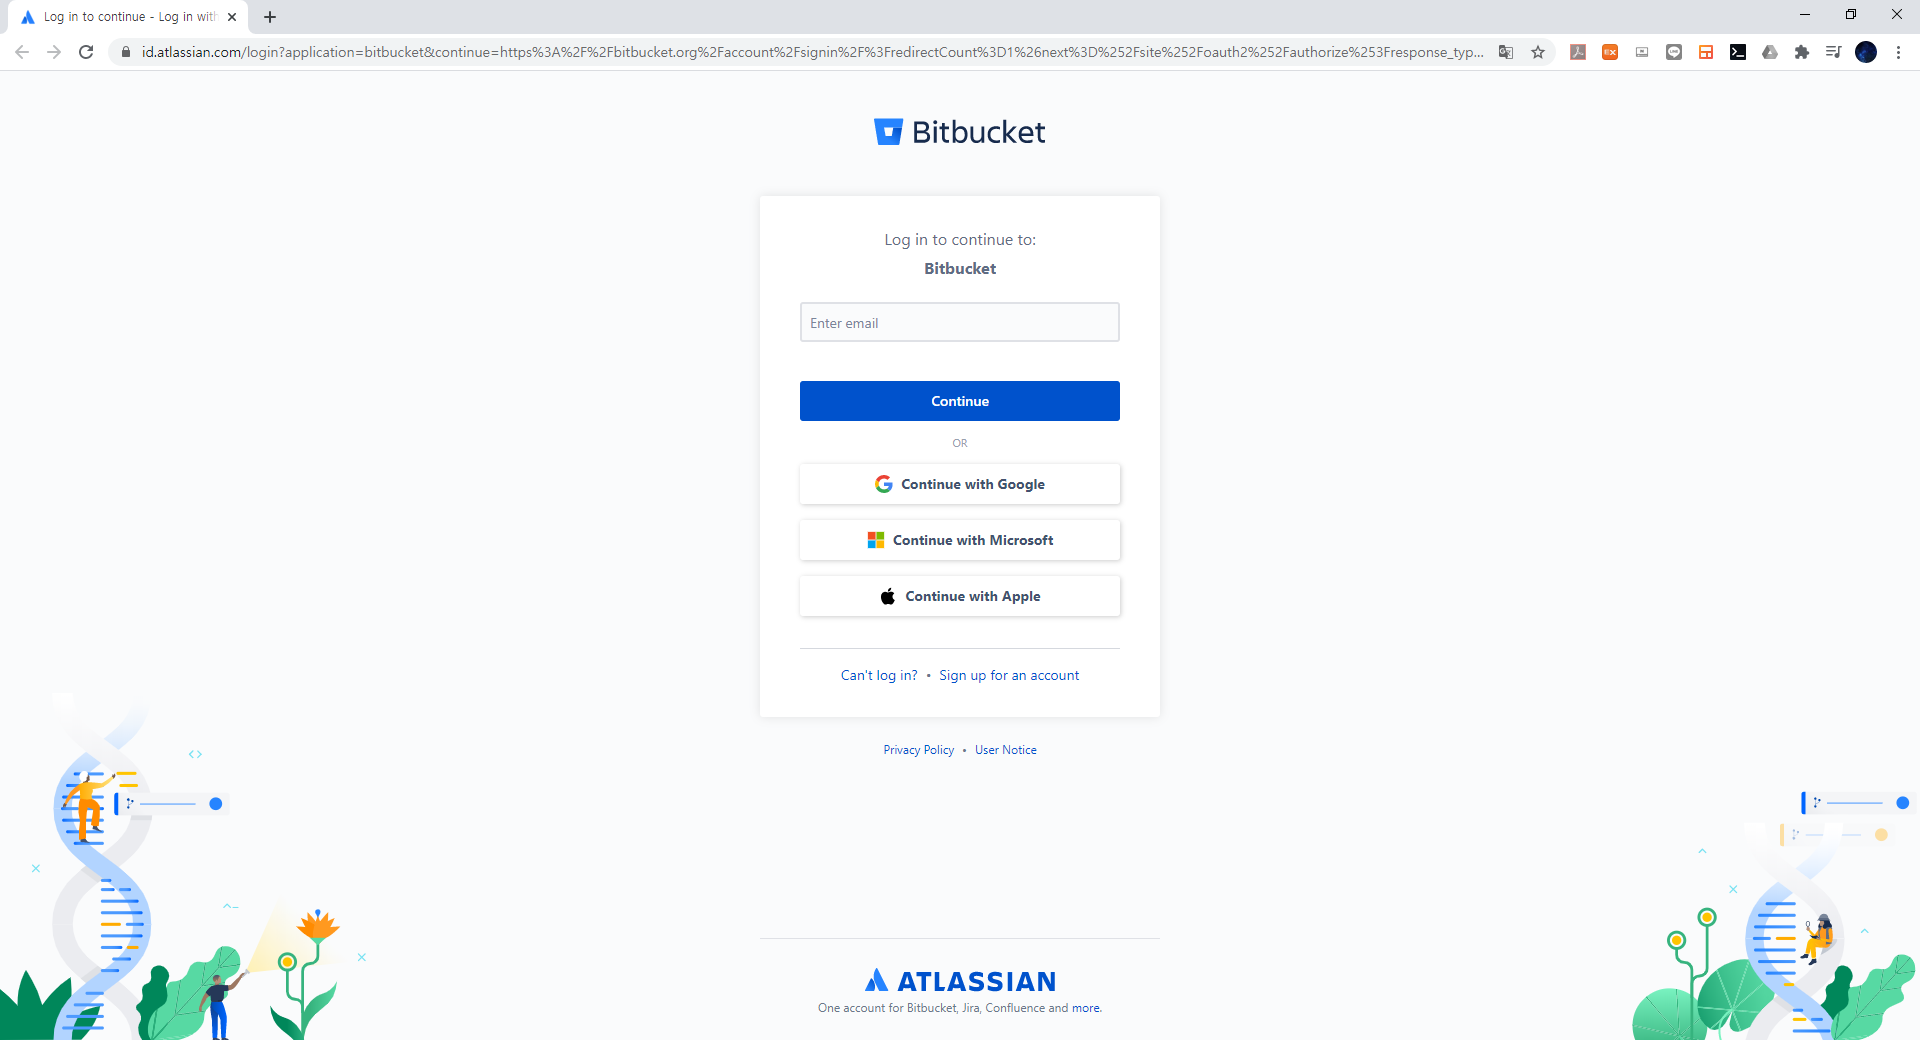 Log in to continue - Log in with
id.atlassian.com/login?application=bitbucket&continue=https%3A%2F%2Fbitbucket.org%2Faccount%2Fsignin%2F%3FredirectCount%3D1%26next%3D%252Fsite%252Foauth2%252Fauthorize%253Fresponse_typ...
EX
Bitbucket
Log in to continue to:
Bitbucket
Enter email
Continue
OR
Continue with Google
Continue with Microsoft
Continue with Apple
Can't log in? • Sign up for an account
Privacy Policy • User Notice
ATLASSIAN
One account for Bitbucket, Jira, Confluence and more.